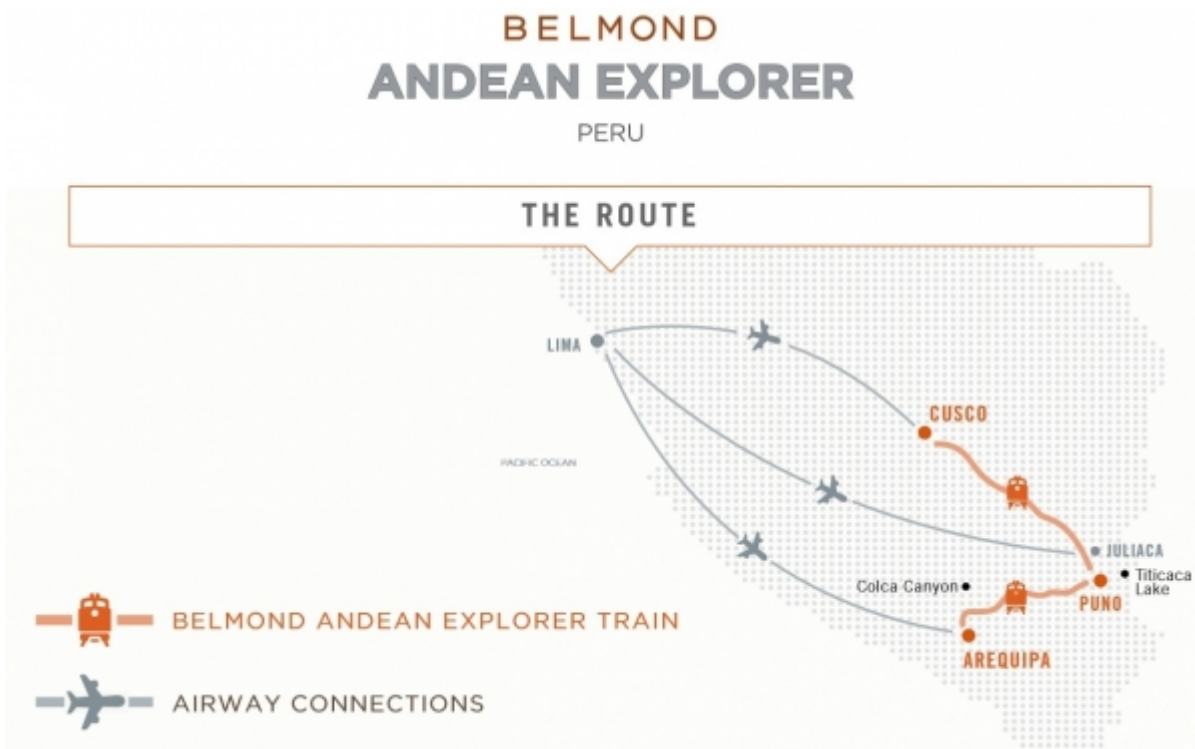 BELMOND
ANDEAN EXPLORER
PERU
THE ROUTE
LIMA
CUSCO
PACIFIC OCEAN
JULIACA
Colca Canyon
Titicaca
Lake
PUNO
BELMOND ANDEAN EXPLORER TRAIN
AREQUIPA
AIRWAY CONNECTIONS